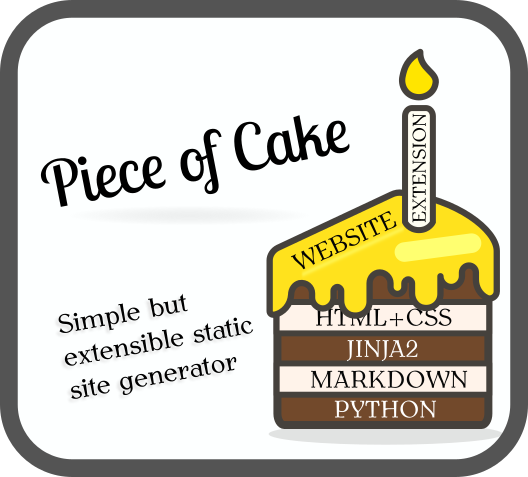 Piece of Cake
Simple but
extensible static
site generator
EXTENSION
WEBSITE
HTML+CSS
JINJA2
MARKDOWN
PYTHON